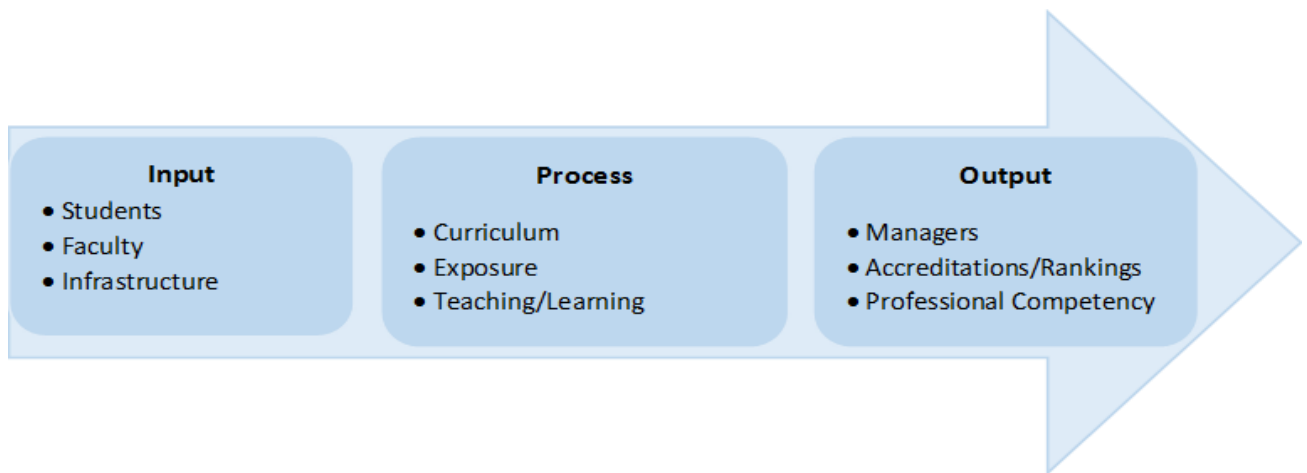 Input
• Students
• Faculty
• Infrastructure
Process
• Curriculum
• Exposure
• Teaching/Learning
Output
• Managers
• Accreditations/Rankings
• Professional Competency